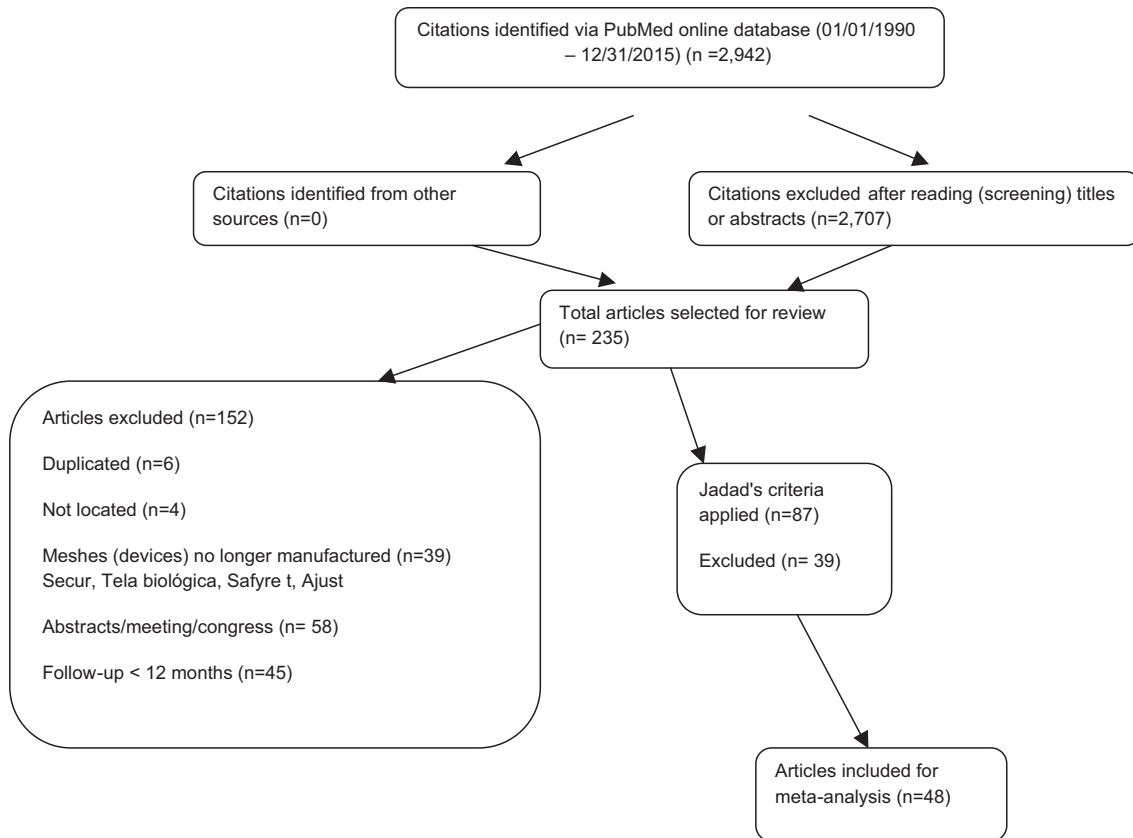 Citations identified via PubMed online database (01/01/1990
– 12/31/2015) (n =2,942)
Citations identified from other
sources (n=0)
Citations excluded after reading (screening) titles
or abstracts (n=2,707)
Total articles selected for review
(n= 235)
Articles excluded (n=152)
Duplicated (n=6)
Not located (n=4)
Meshes (devices) no longer manufactured (n=39)
Secur, Tela biológica, Safyre t, Ajust
Abstracts/meeting/congress (n= 58)
Follow-up < 12 months (n=45)
Jadad's criteria
applied (n=87)
Excluded (n= 39)
Articles included for
meta-analysis (n=48)